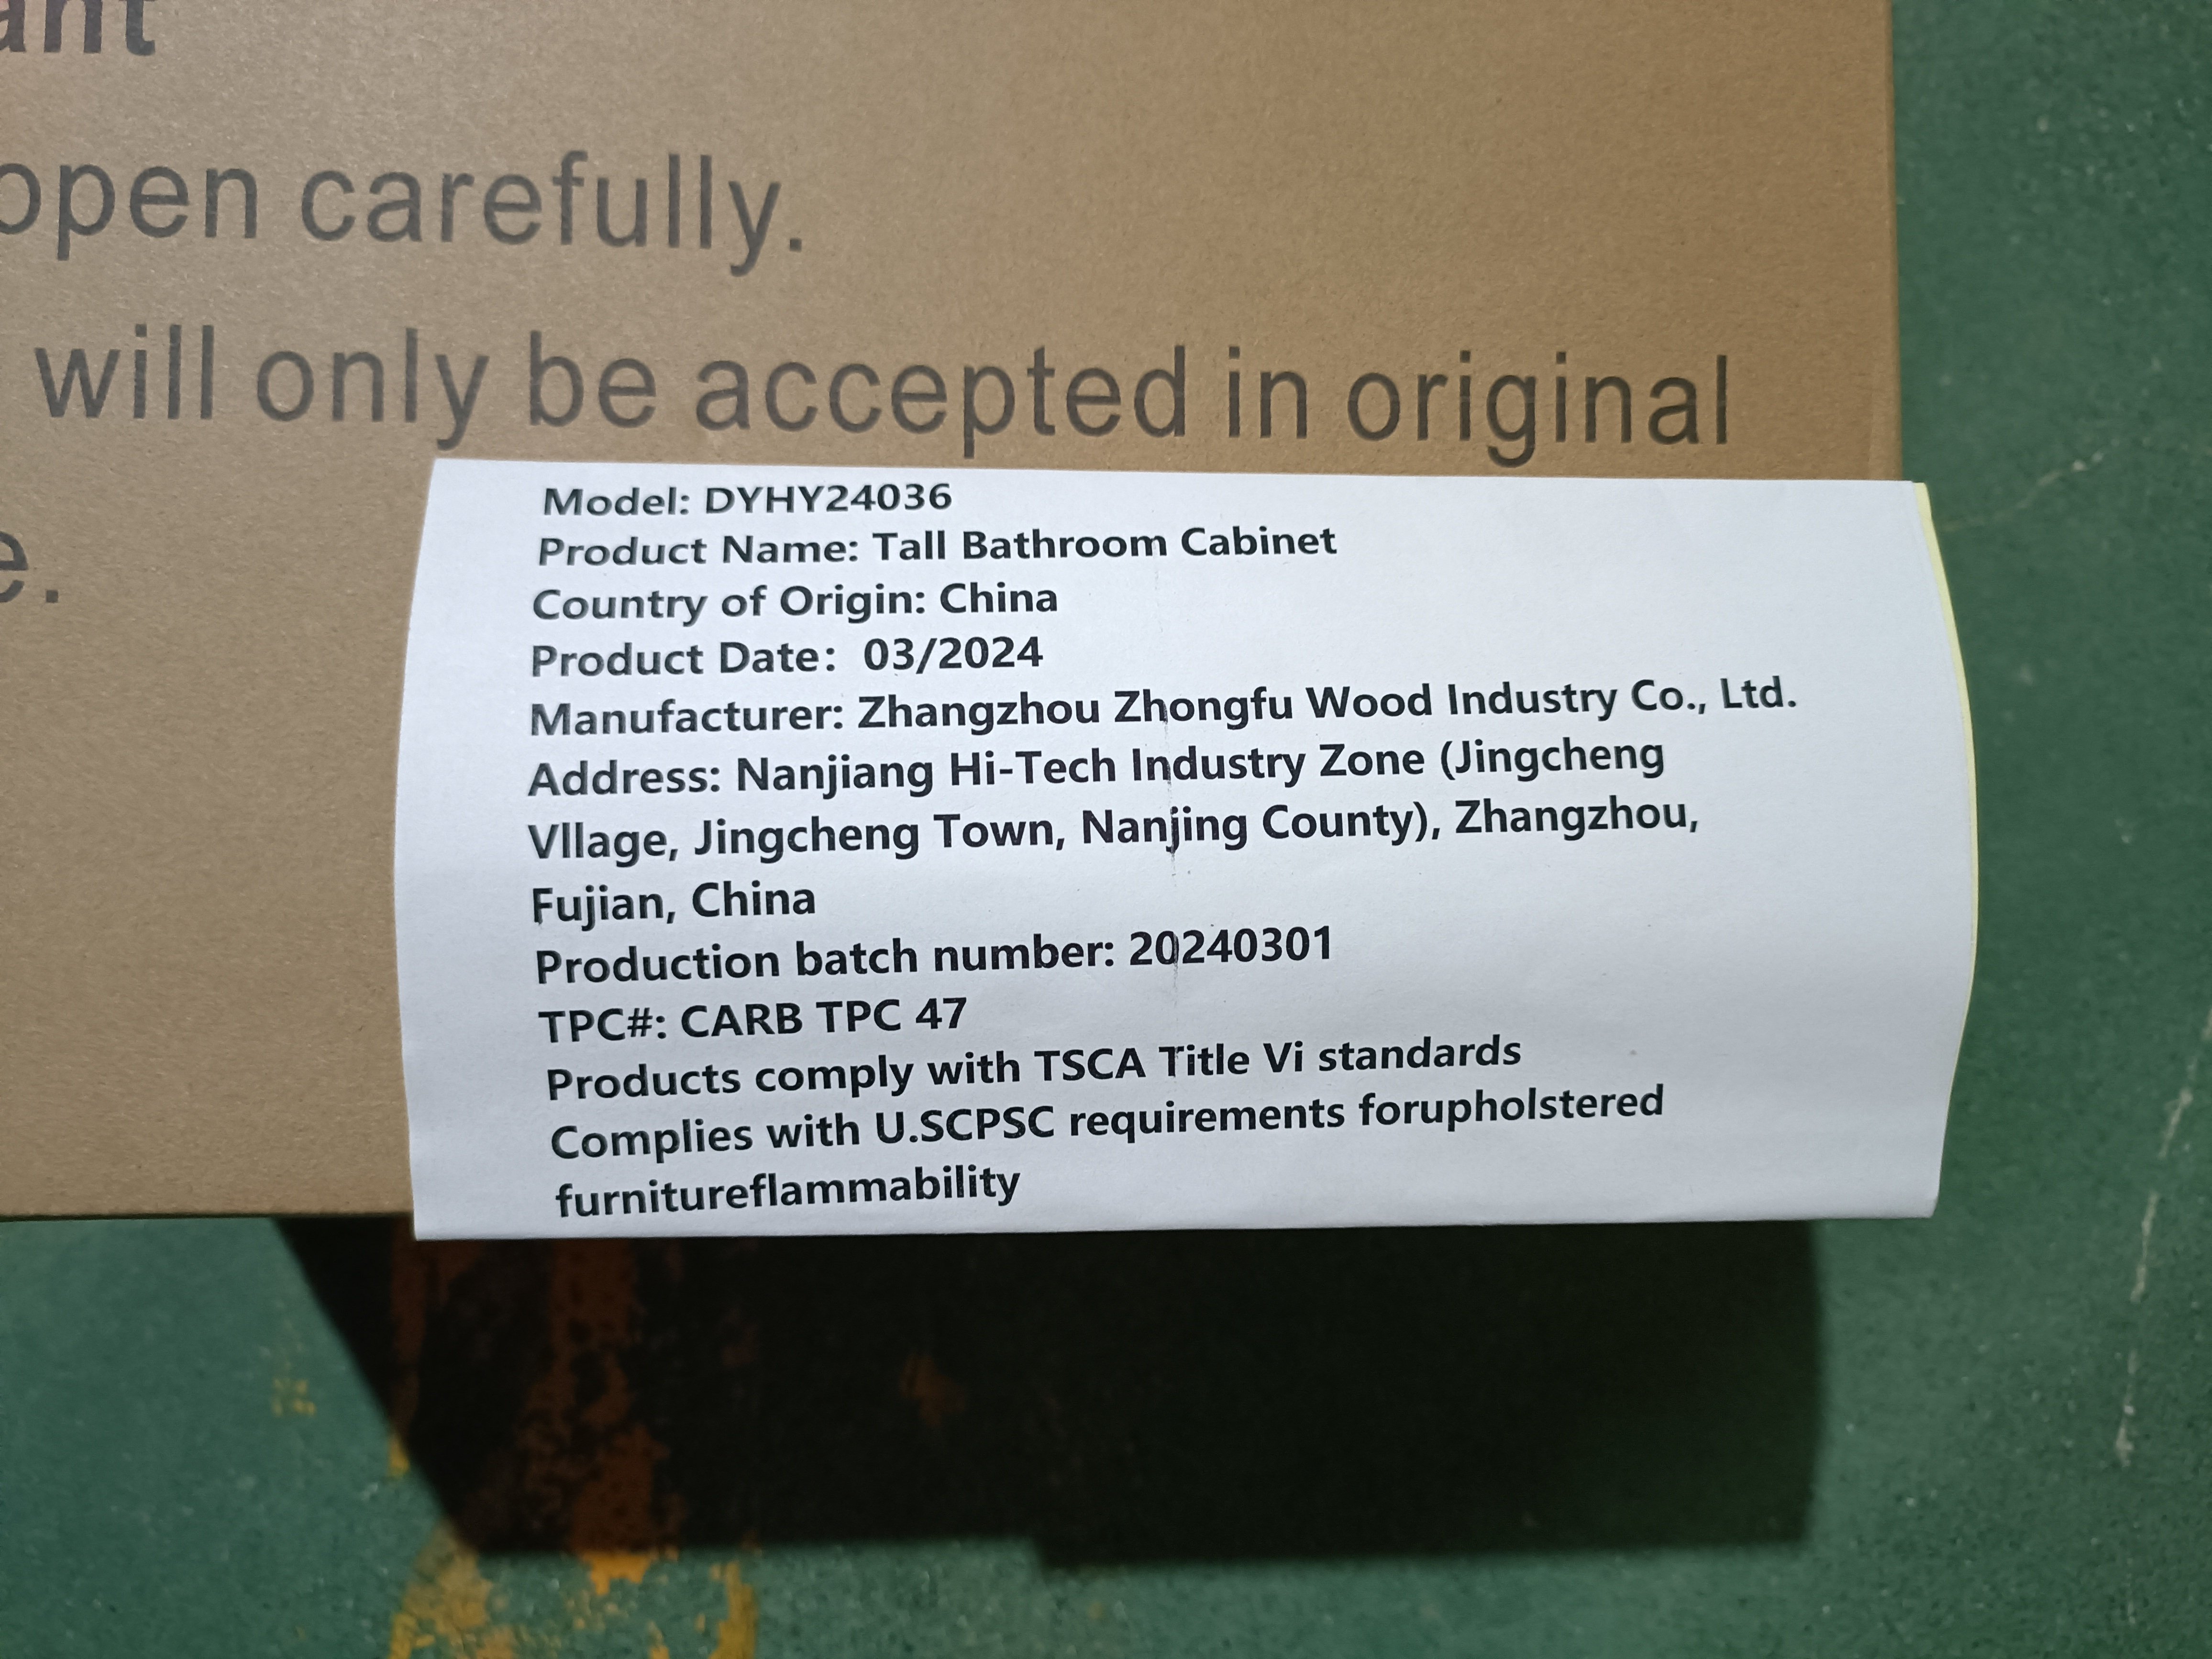 ant
open carefully.
will only be accepted in original
e.
Model: DYHY24036
Product Name: Tall Bathroom Cabinet
Country of Origin: China
Product Date: 03/2024
Manufacturer: Zhangzhou Zhongfu Wood Industry Co., Ltd.
Address: Nanjiang Hi-Tech Industry Zone (Jingcheng
Vllage, Jingcheng Town, Nanjing County), Zhangzhou,
Fujian, China
Production batch number: 20240301
TPC#: CARB TPC 47
Products comply with TSCA Title Vi standards
Complies with U.SCPSC requirements forupholstered
furnitureflammability